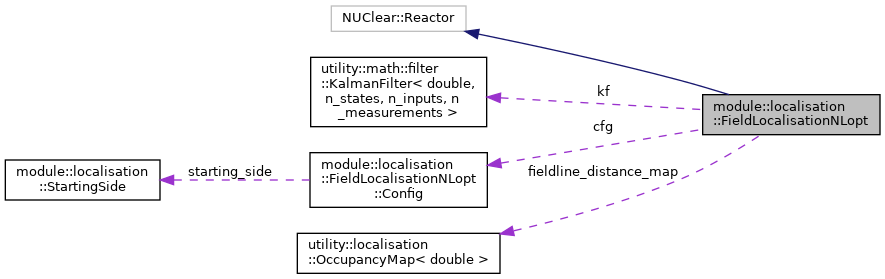 NUClear::Reactor
utility::math::filter
::KalmanFilter< double,
n_states, n_inputs, n
_measurements >
kf
module::localisation
::FieldLocalisationNLopt
cfg
module::localisation
::StartingSide
starting_side
module::localisation
::FieldLocalisationNLopt
::Config
fieldline_distance_map
utility::localisation
::OccupancyMap< double >